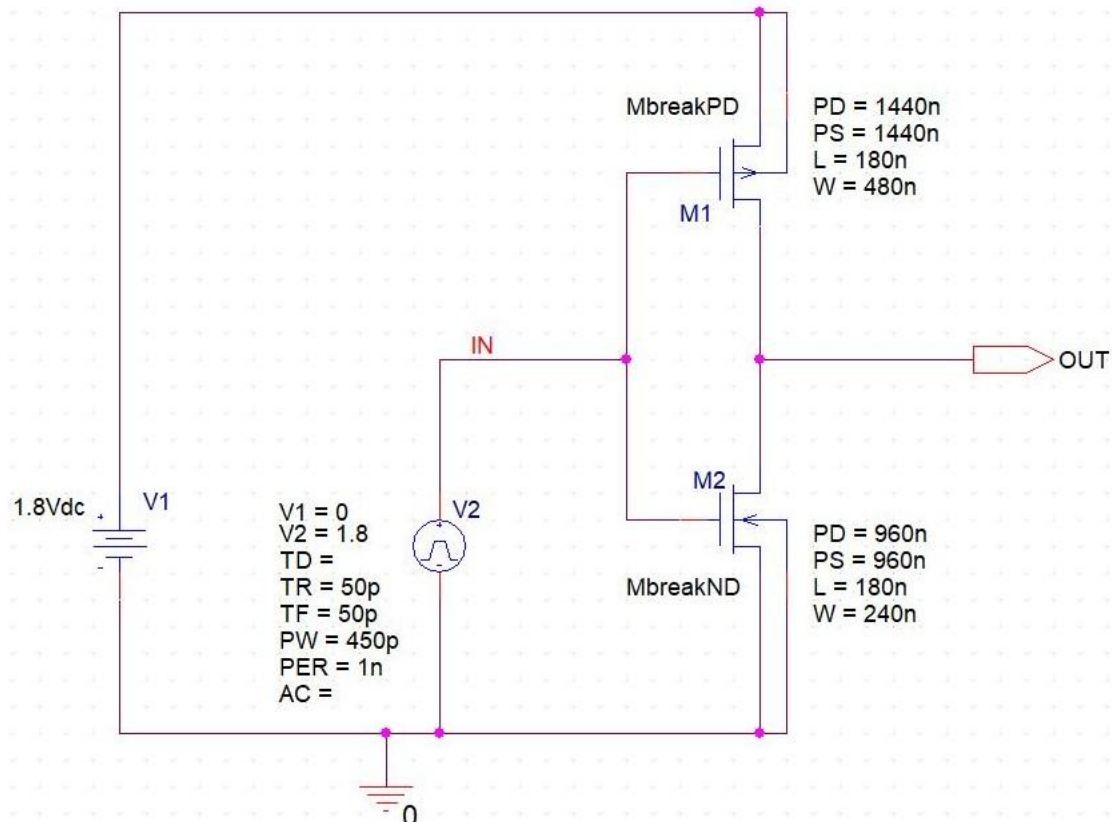 MbreakPD
PD = 1440n
PS = 1440n
L = 180n
W = 480n
M1
IN
OUT
1.8Vdc
+
V1
-
V1 = 0
V2 = 1.8
TD =
TR = 50p
TF = 50p
PW = 450p
PER = 1n
AC =
V2
+
-
M2
MbreakND
PD = 960n
PS = 960n
L = 180n
W = 240n
0